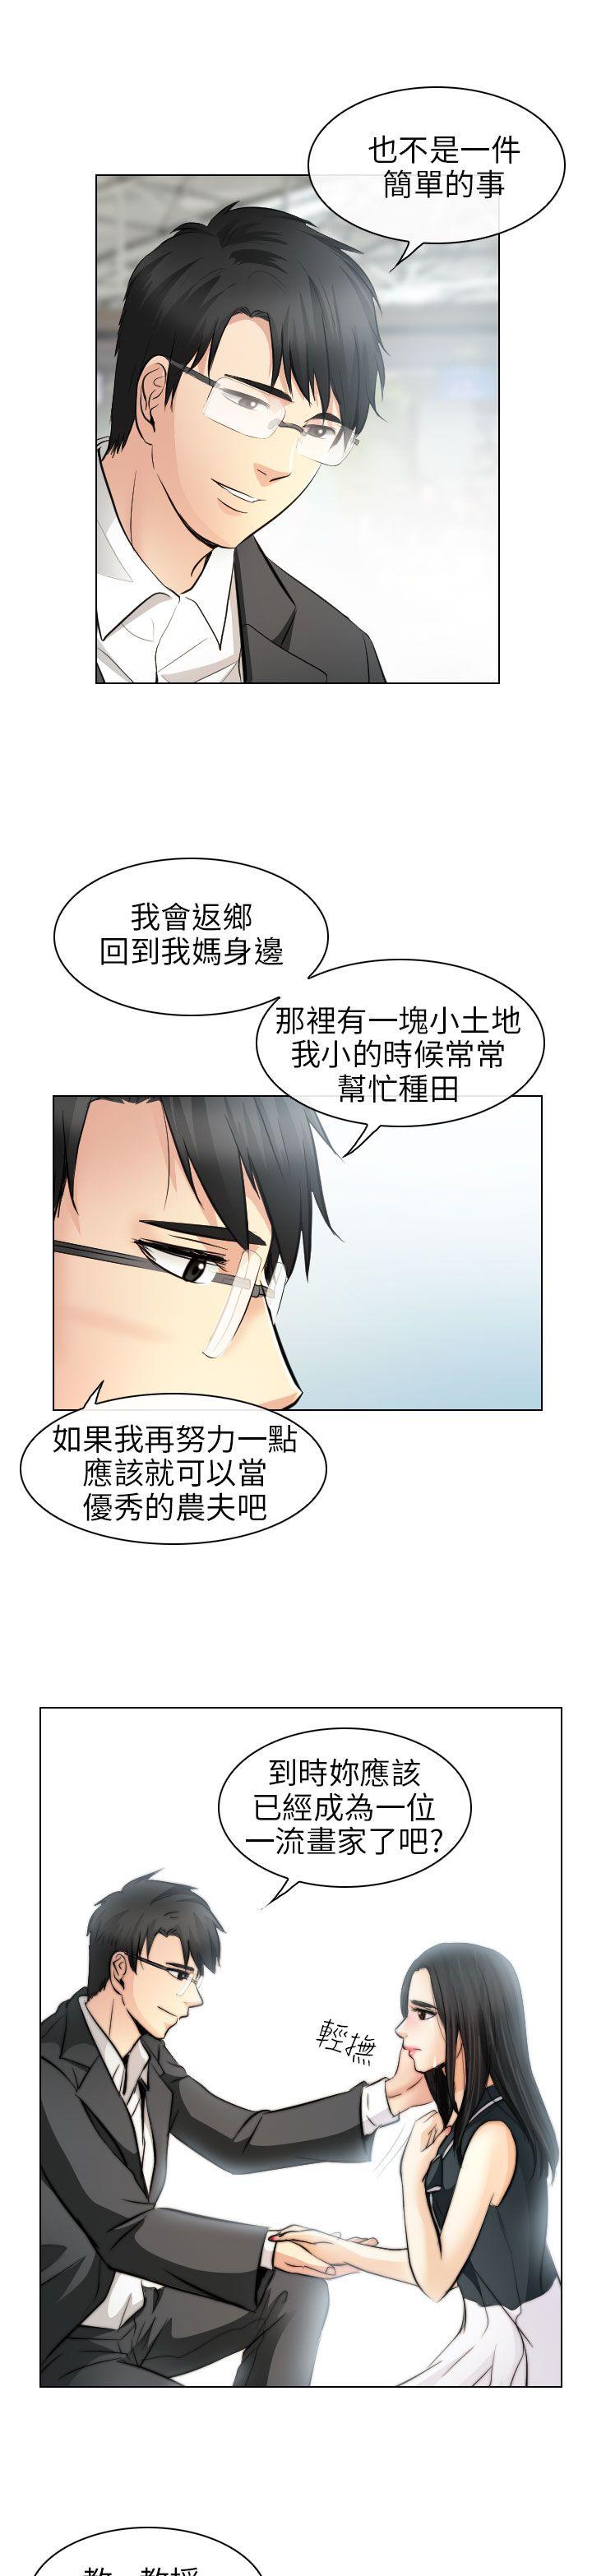 也不是一件
簡單的事
我會返鄉
回到我媽身邊
那裡有一塊小土地
我小的時候常常
幫忙種田
如果我再努力一點
應該就可以當
優秀的農夫吧
到時妳應該
已經成為一位
一流畫家了吧?
輕撫